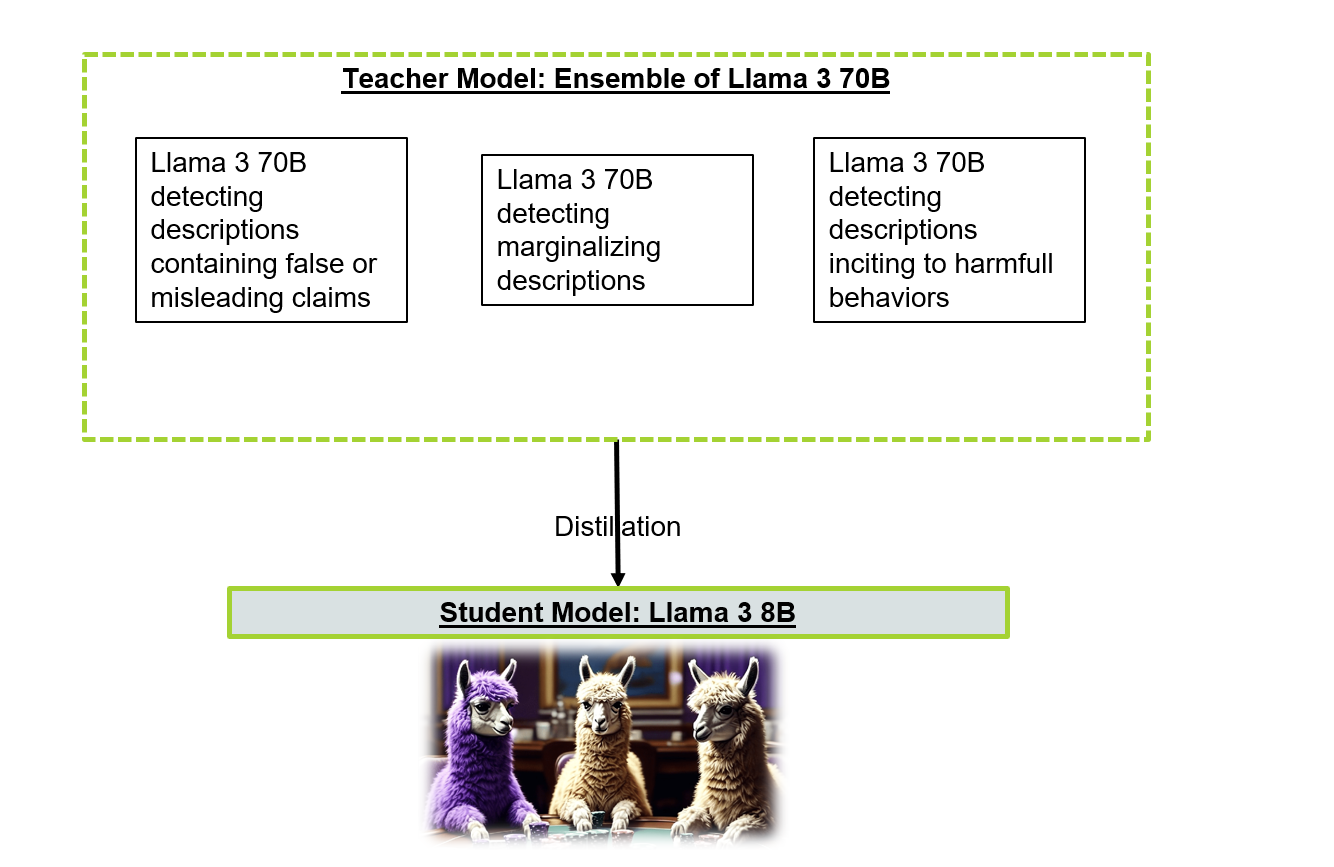 Teacher Model: Ensemble of Llama 3 70B
Llama 3 70B
detecting
descriptions
containing false or
misleading claims
Llama 3 70B
detecting
marginalizing
descriptions
Llama 3 70B
detecting
descriptions
inciting to harmfull
behaviors
Distillation
Student Model: Llama 3 8B